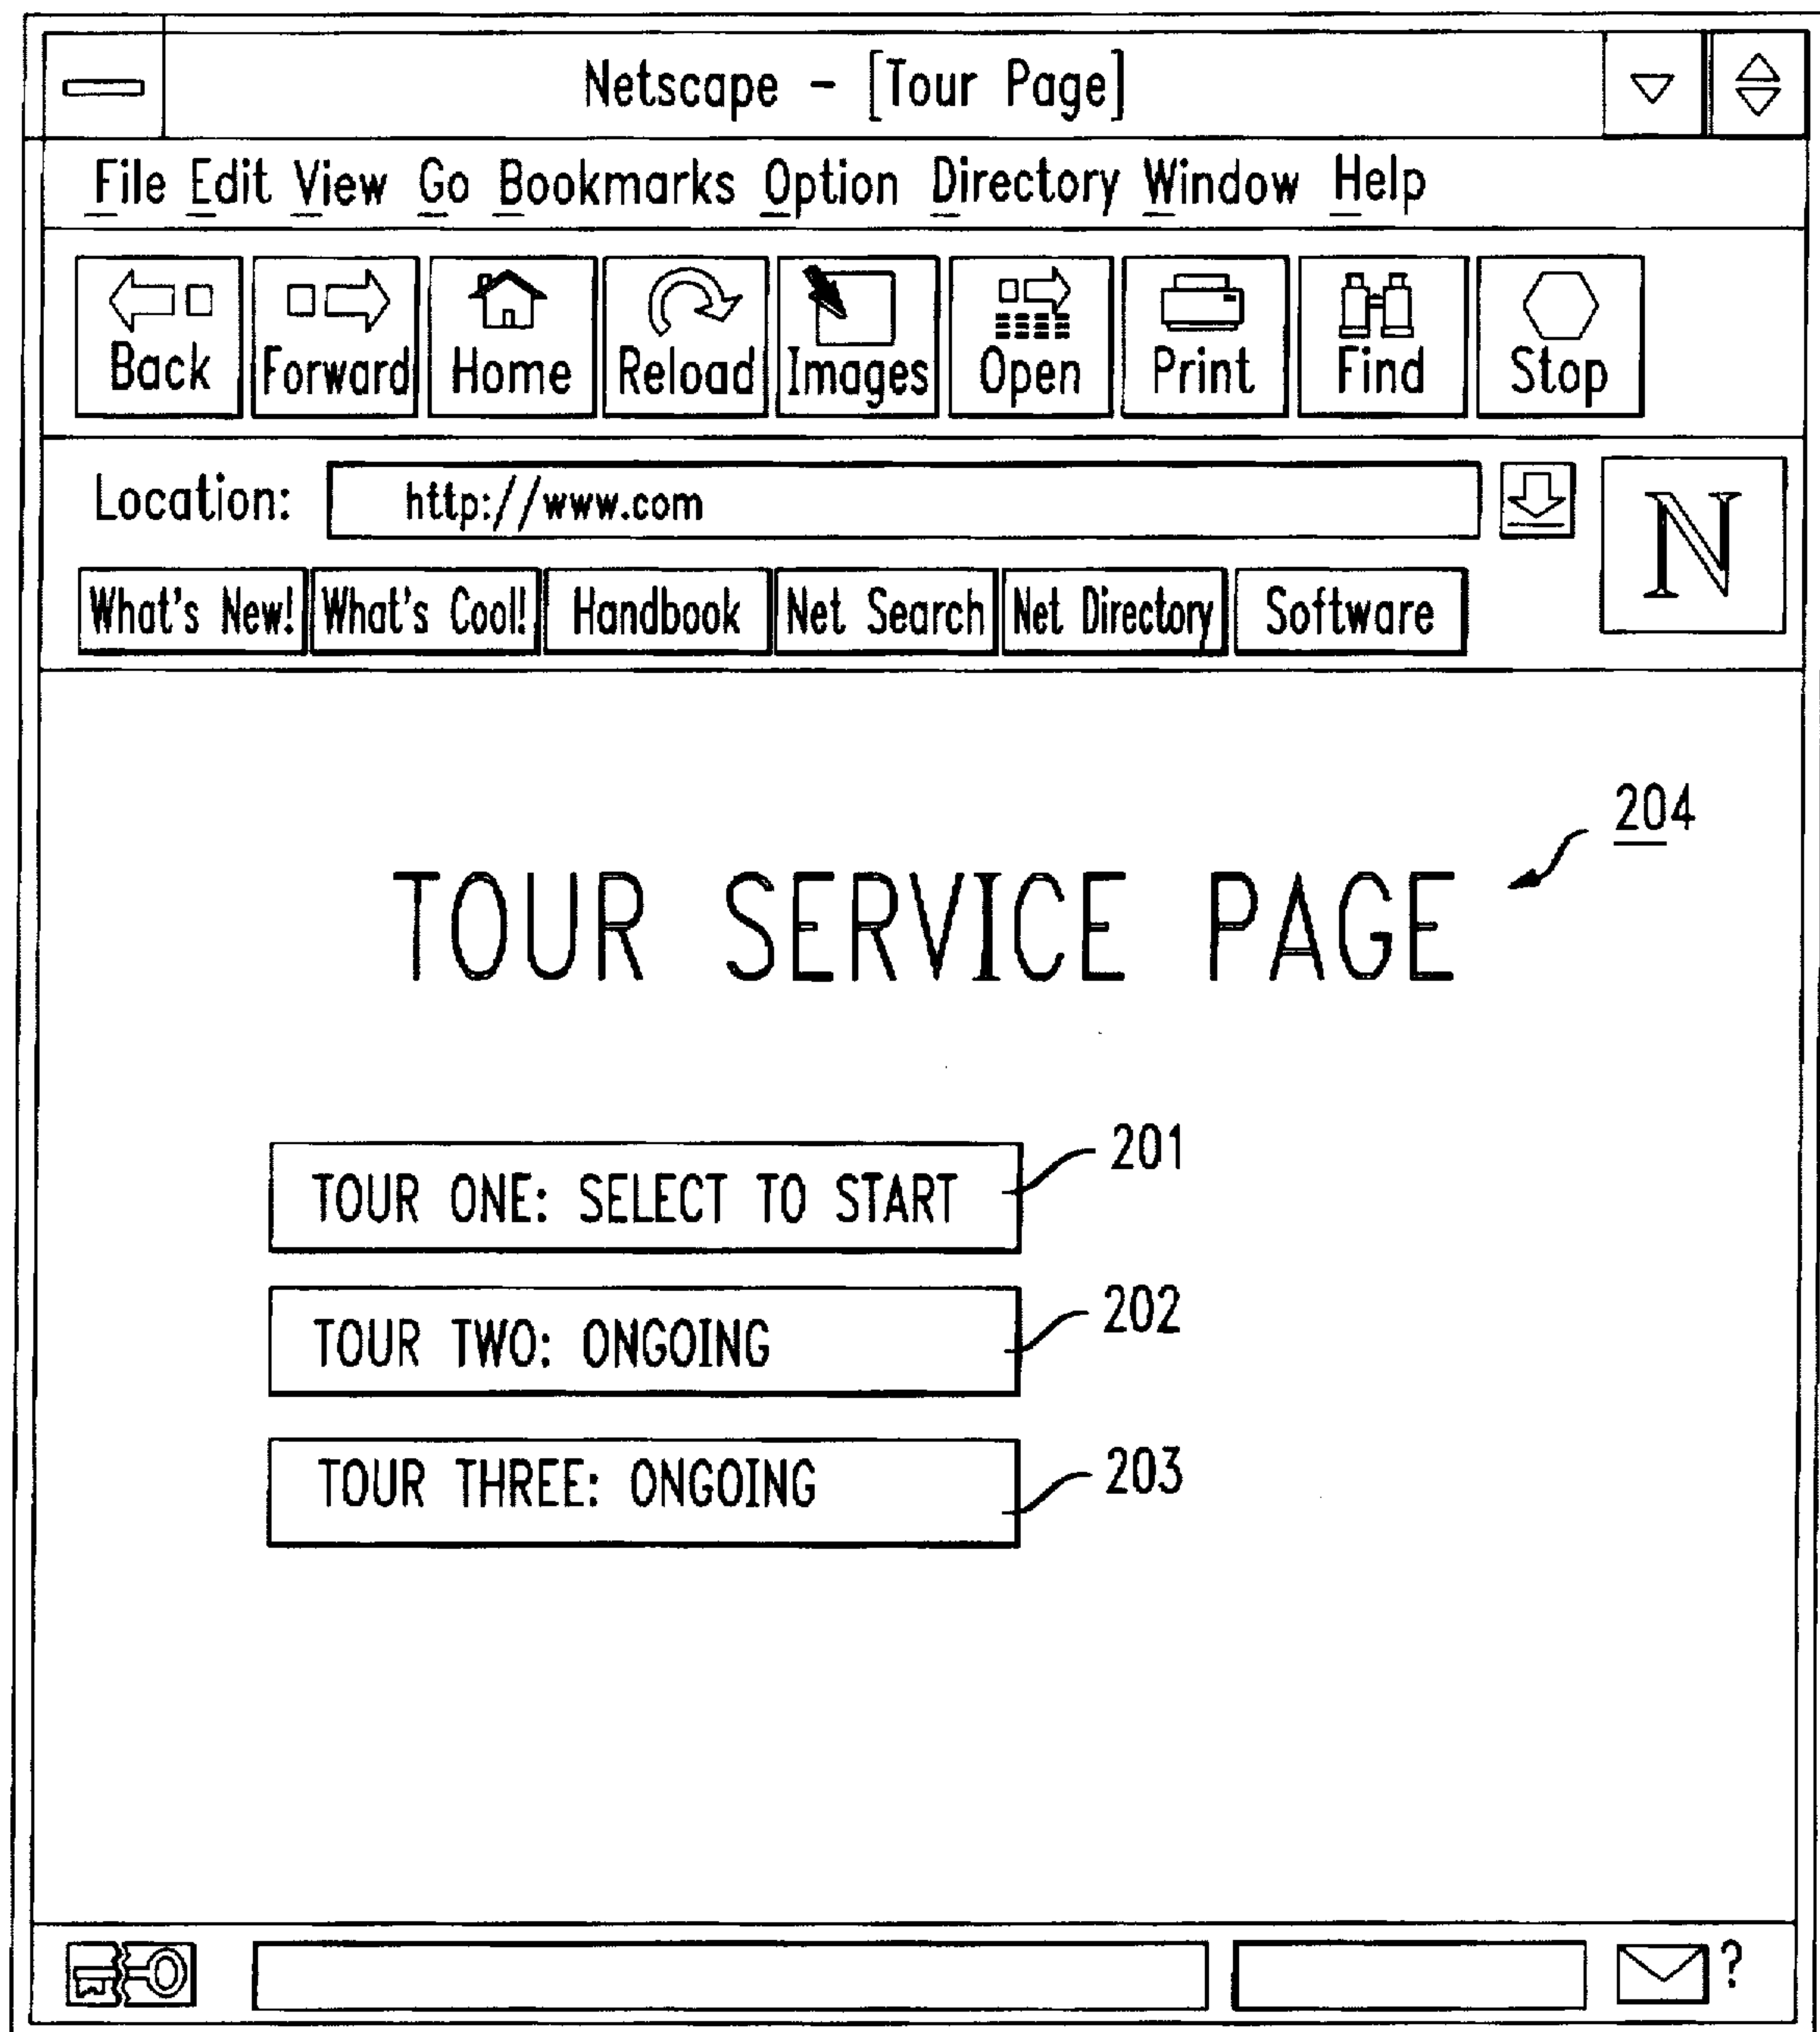 Netscape - [Tour Page]
File Edit View Go Bookmarks Option Directory Window Help
Back Forward Home Reload Images Open Print Find Stop
Location: http://www.com
N
What's New! What's Cool! Handbook Net Search Net Directory Software
204
TOUR SERVICE PAGE
201
TOUR ONE: SELECT TO START
202
TOUR TWO: ONGOING
203
TOUR THREE: ONGOING
?